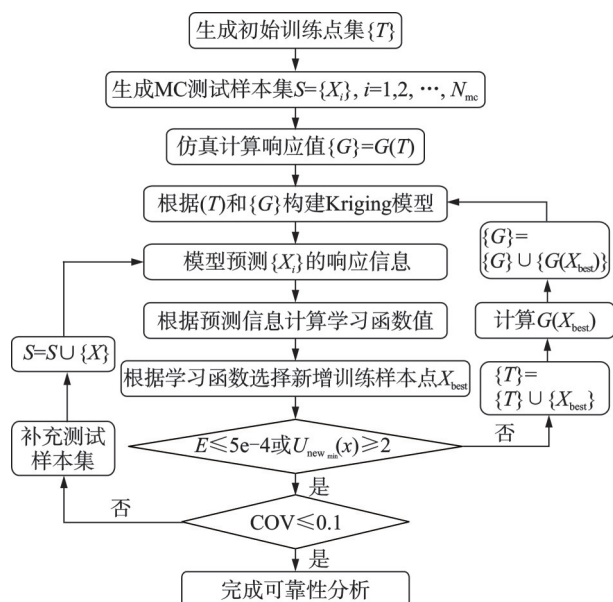 生成初始训练点集{T}
生成MC测试样本集S={Xᵢ}, i=1,2, …, N_mc
仿真计算响应值{G}=G(T)
根据(T)和{G}构建Kriging模型
模型预测{Xᵢ}的响应信息
根据预测信息计算学习函数值
根据学习函数选择新增训练样本点X_best
E≤5e−4或U_new_min(x)≥2
是
否
COV≤0.1
是
否
完成可靠性分析
补充测试
样本集
S=S∪{X}
{T}=
{T}∪{X_best}
计算G(X_best)
{G}=
{G}∪{G(X_best)}